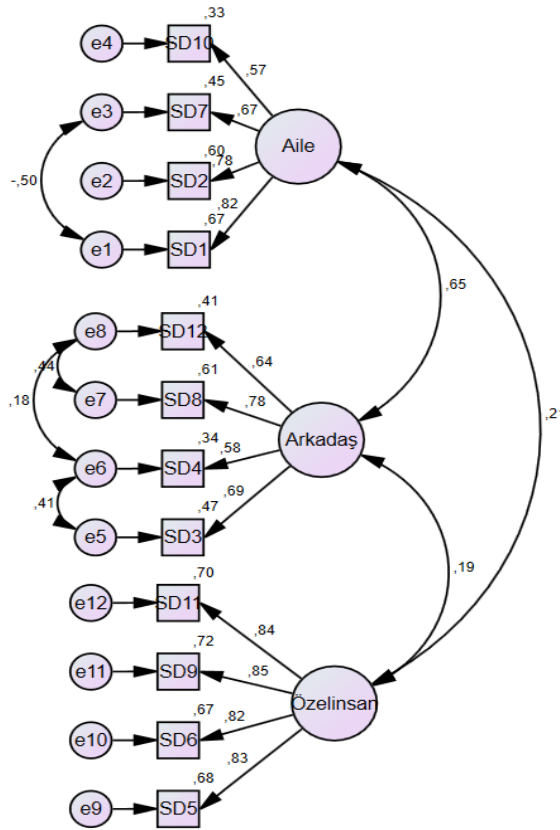 ,33
e4 SD10
,57
,45
e3 SD7 ,67
Aile
,60
-,50 e2 SD2 ,78
,82
,67
e1 SD1
,65
,41
e8 SD12
,44 ,64
,61
,18 e7 SD8 ,78
,21
Arkadaş
,34
e6 SD4 ,58
,41 ,47 ,69
e5 SD3
,19
,70
e12 SD11
,84
,72
e11 SD9 ,85
Özelinsan
,67
e10 SD6 ,82
,83
,68
e9 SD5